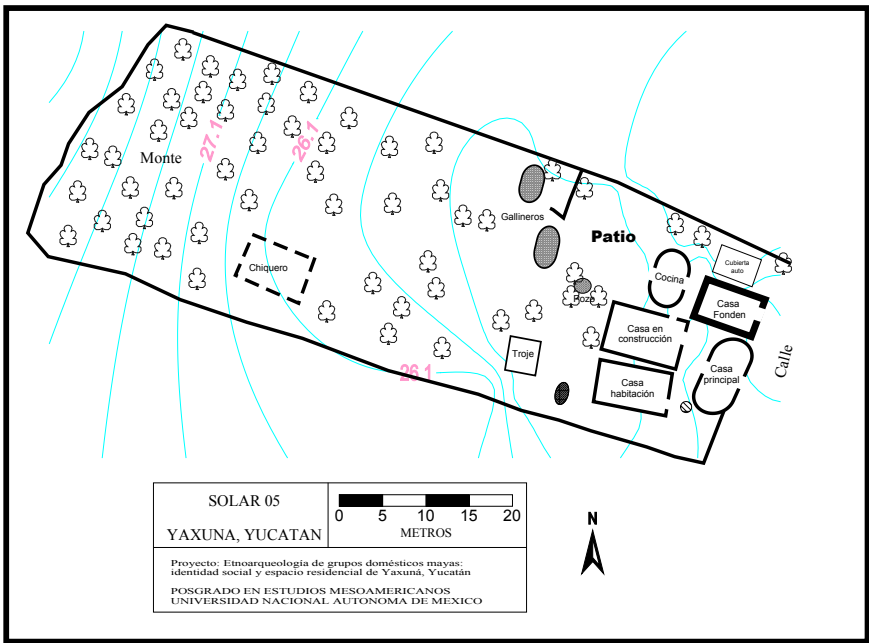 27.1
26.1
Monte
Gallineros
Patio
Chiquero
Cocina
Cubierta
auto
Pozo
Casa
Fonden
Casa en
construcción
Troje
Casa
principal
Calle
26.1
Casa
habitación
SOLAR 05
YAXUNA, YUCATAN
0 5 10 15 20
METROS
N
Proyecto: Etnoarqueología de grupos domésticos mayas:
identidad social y espacio residencial de Yaxuná, Yucatán
POSGRADO EN ESTUDIOS MESOAMERICANOS
UNIVERSIDAD NACIONAL AUTONOMA DE MEXICO